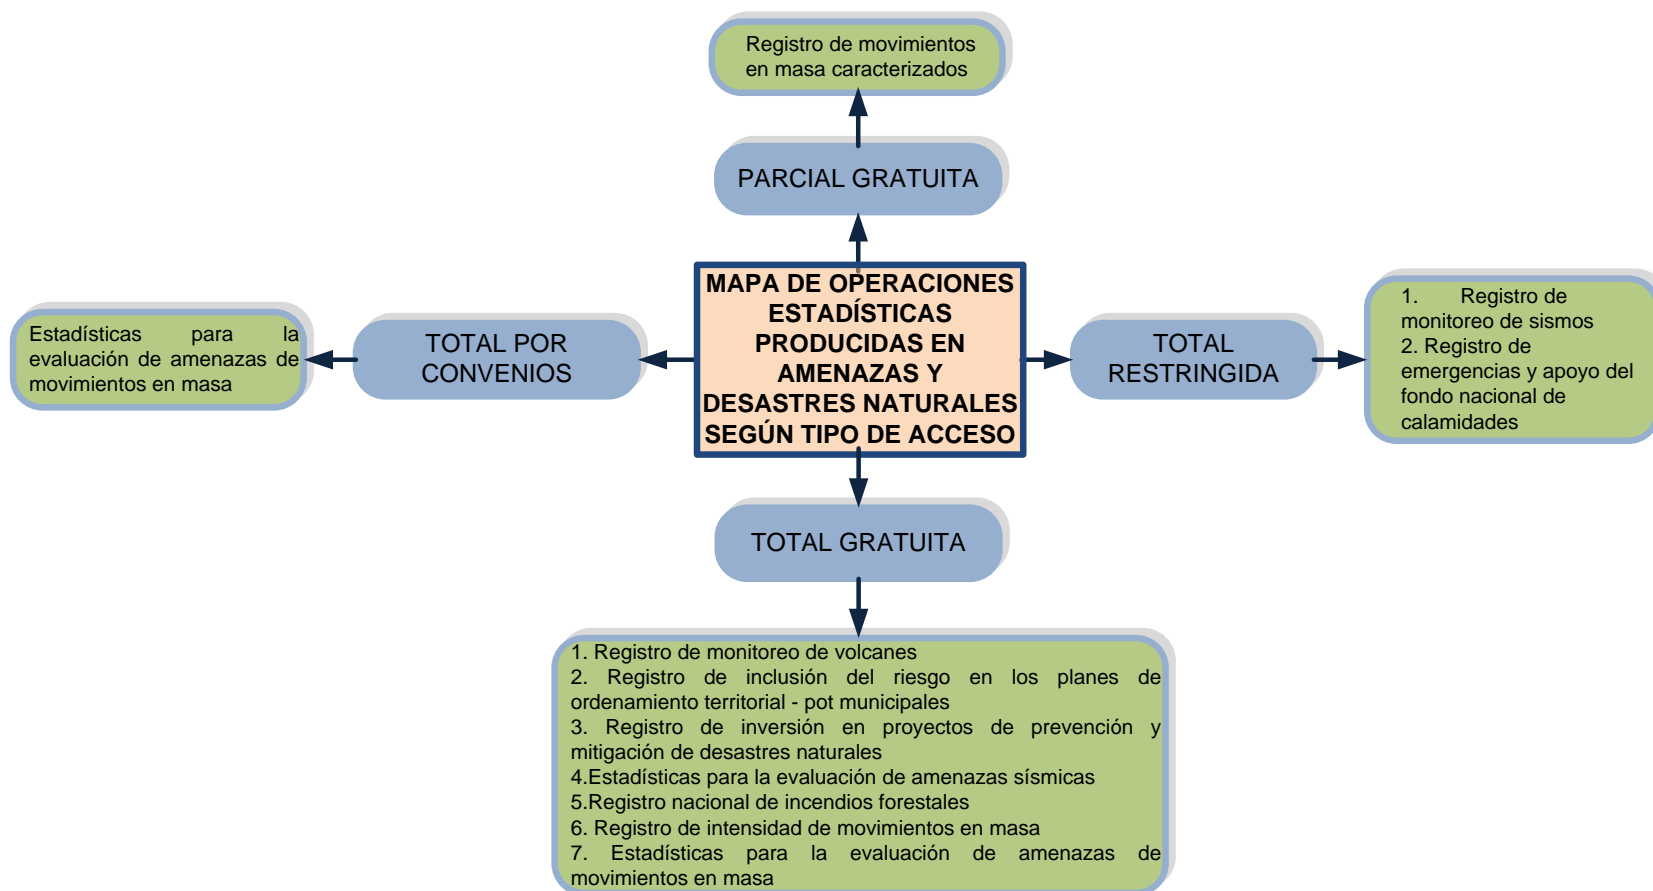 Registro de movimientos
en masa caracterizados
PARCIAL GRATUITA
MAPA DE OPERACIONES
ESTADÍSTICAS
PRODUCIDAS EN
AMENAZAS Y
DESASTRES NATURALES
SEGÚN TIPO DE ACCESO
Estadísticas para la
evaluación de amenazas de
movimientos en masa
TOTAL POR
CONVENIOS
TOTAL
RESTRINGIDA
1. Registro de
monitoreo de sismos
2. Registro de
emergencias y apoyo del
fondo nacional de
calamidades
TOTAL GRATUITA
1. Registro de monitoreo de volcanes
2. Registro de inclusión del riesgo en los planes de
ordenamiento territorial - pot municipales
3. Registro de inversión en proyectos de prevención y
mitigación de desastres naturales
4.Estadísticas para la evaluación de amenazas sísmicas
5.Registro nacional de incendios forestales
6. Registro de intensidad de movimientos en masa
7. Estadísticas para la evaluación de amenazas de
movimientos en masa